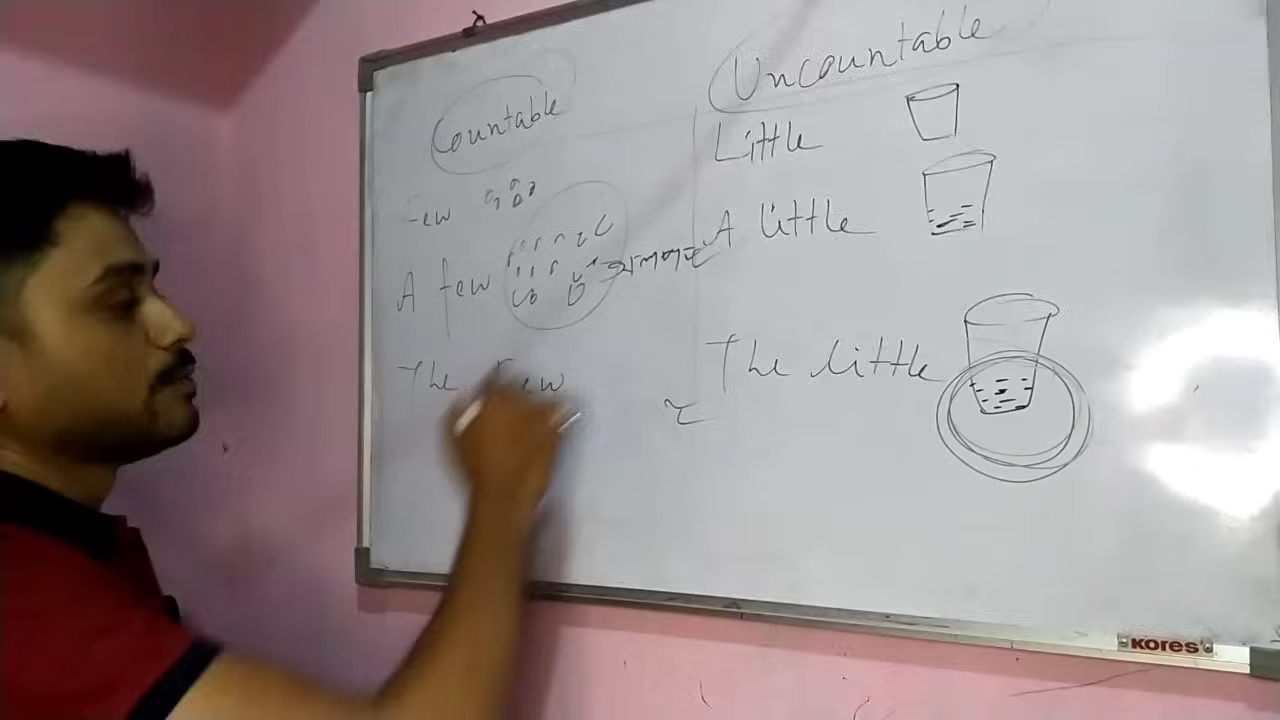 Countable
Few
A few
The Few
Uncountable
Little
A little
The little
KORES